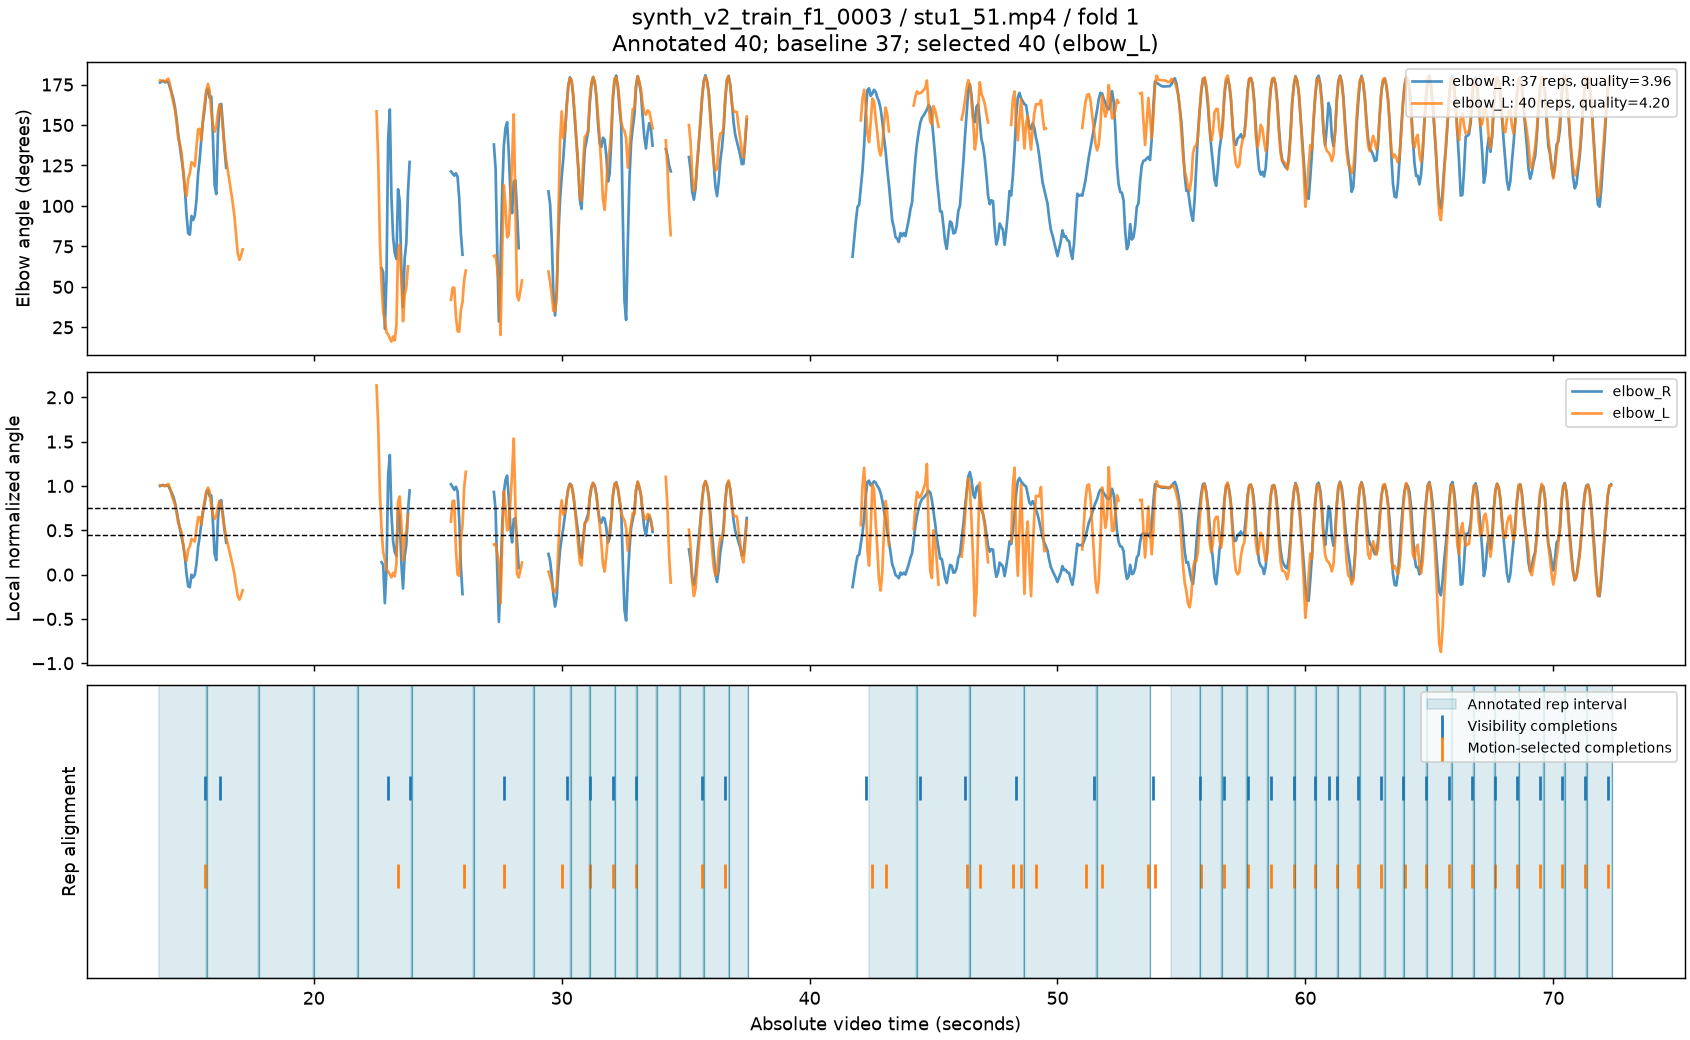 synth_v2_train_f1_0003 / stu1_51.mp4 / fold 1
Annotated 40; baseline 37; selected 40 (elbow_L)
Elbow angle (degrees)
175
150
125
100
75
50
25
elbow_R: 37 reps, quality=3.96
elbow_L: 40 reps, quality=4.20
Local normalized angle
2.0
1.5
1.0
0.5
0.0
−0.5
−1.0
elbow_R
elbow_L
Rep alignment
Annotated rep interval
Visibility completions
Motion-selected completions
20
30
40
50
60
70
Absolute video time (seconds)